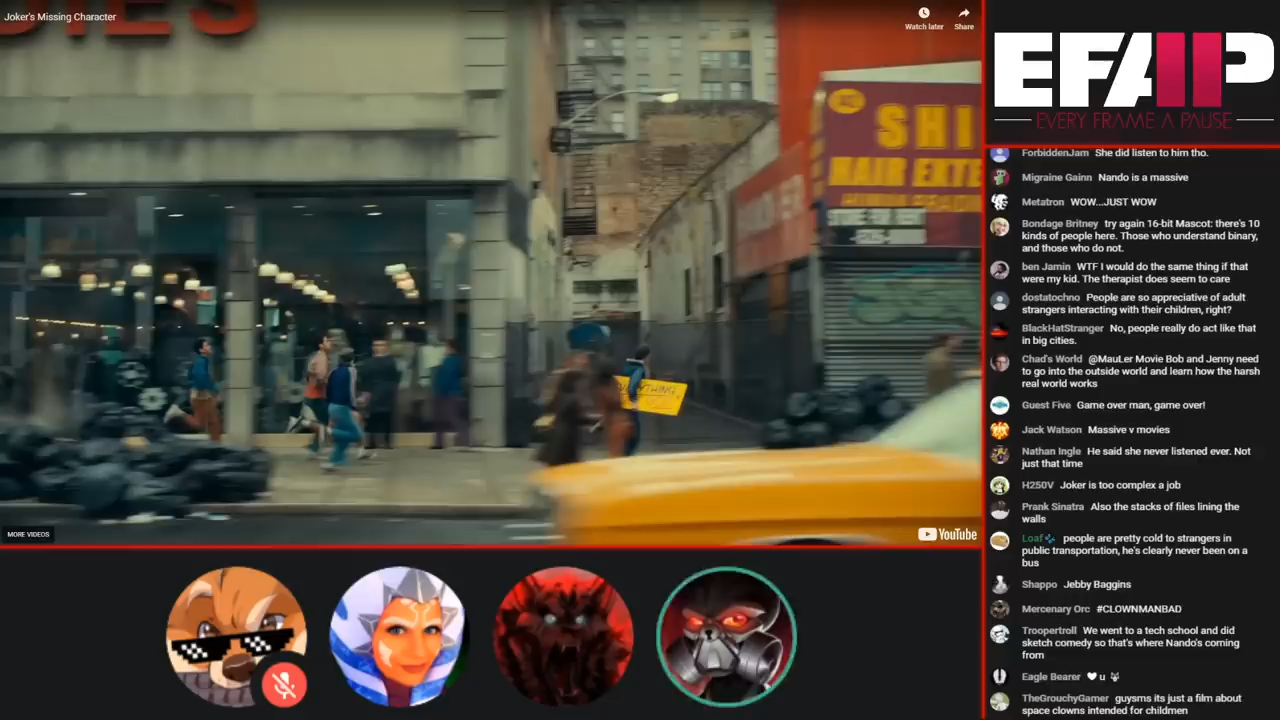 Joker's Missing Character
Watch later
Share
SHI
HAIR EXTE
MORE VIDEOS
YouTube
EFAP
EVERY FRAME A PAUSE
ForbiddenJam She did listen to him tho.
Migraine Gainn Nando is a massive
Metatron WOW...JUST WOW
Bondage Britney try again 16-bit Mascot: there's 10
kinds of people here. Those who understand binary,
and those who do not.
ben Jamin WTF I would do the same thing if that
were my kid. The therapist does seem to care
dostatochno People are so appreciative of adult
strangers interacting with their children, right?
BlackHatStranger No, people really do act like that
in big cities.
Chad's World @MauLer Movie Bob and Jenny need
to go into the outside world and learn how the harsh
real world works
Guest Five Game over man, game over!
Jack Watson Massive v movies
Nathan Ingle He said she never listened ever. Not
just that time
H250V Joker is too complex a job
Prank Sinatra Also the stacks of files lining the
walls
Loaf people are pretty cold to strangers in
public transportation, he's clearly never been on a
bus
Shappo Jebby Baggins
Mercenary Orc #CLOWNMANBAD
Troopertroll We went to a tech school and did
sketch comedy so that's where Nando's coming
from
Eagle Bearer u
TheGrouchyGamer guysms its just a film about
space clowns intended for childmen